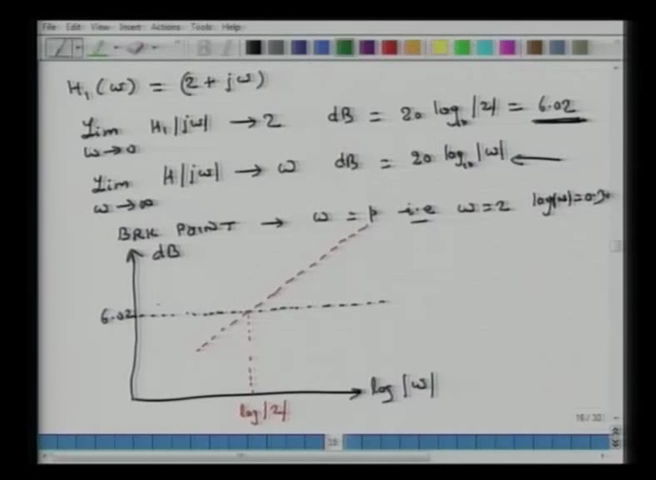 File Edit View Insert Actions Tools Help
H₁(ω) = (2 + jω)
Lim H₁|jω| → 2 dB = 20 log₁₀|2| = 6.02
ω→0
Lim H|jω| → ω dB = 20 log₁₀|ω| ←
ω→∞
BRK POINT → ω = p i.e ω=2 log(ω)=0.30
dB
6.02
log|ω|
log|2|